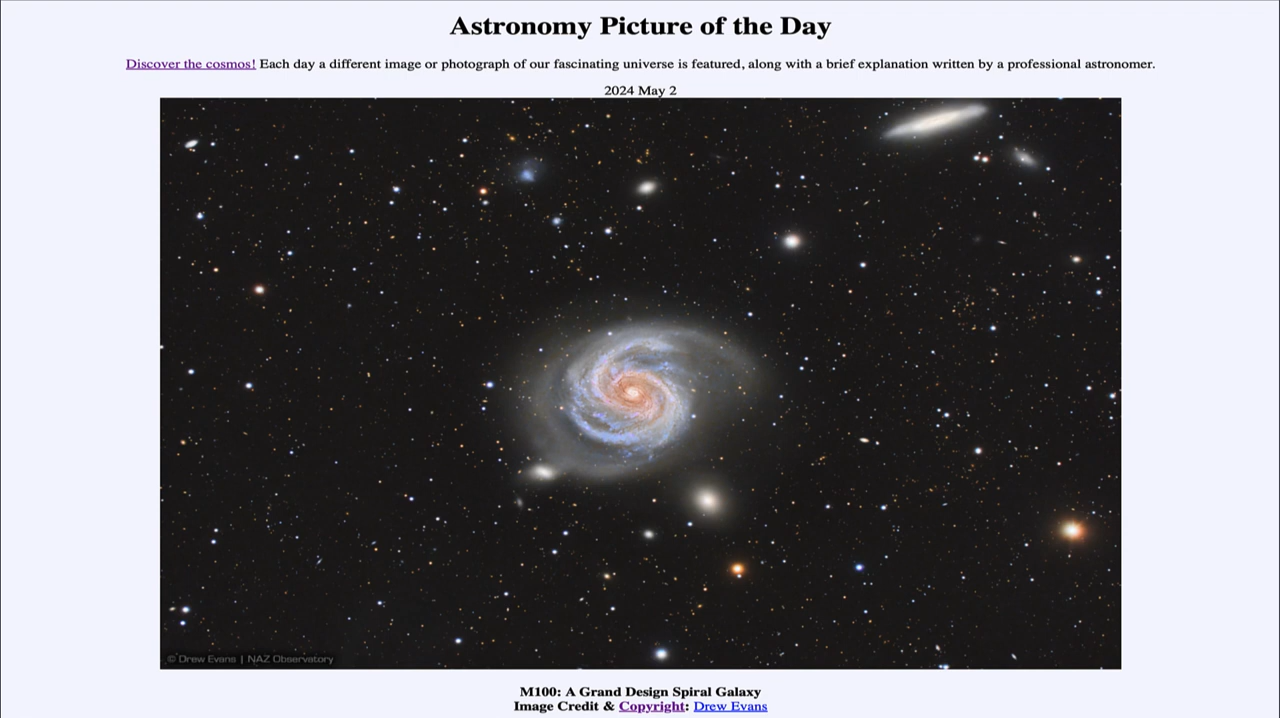 Astronomy Picture of the Day
Discover the cosmos! Each day a different image or photograph of our fascinating universe is featured, along with a brief explanation written by a professional astronomer.
2024 May 2
© Drew Evans | NAZ Observatory
M100: A Grand Design Spiral Galaxy
Image Credit & Copyright: Drew Evans